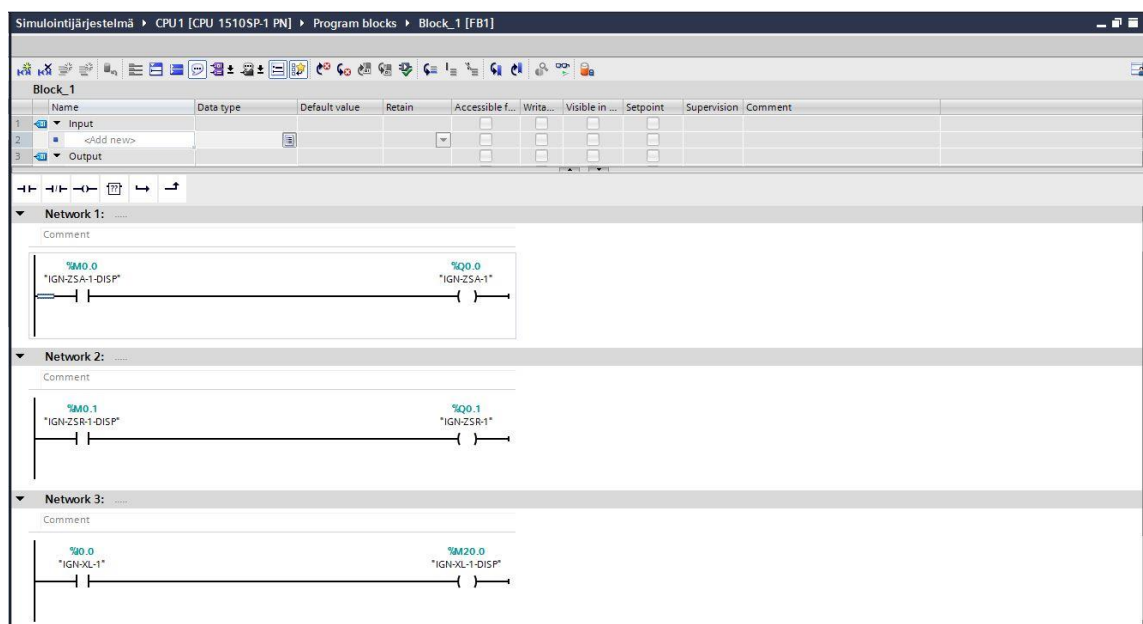 Simulointijärjestelmä ▸ CPU1 [CPU 1510SP-1 PN] ▸ Program blocks ▸ Block_1 [FB1]
Block_1
Name Data type Default value Retain Accessible f... Writa... Visible in ... Setpoint Supervision Comment
1 Input
2 <Add new>
3 Output
??
Network 1: .....
Comment
%M0.0 %Q0.0
"IGN-ZSA-1-DISP" "IGN-ZSA-1"
Network 2: .....
Comment
%M0.1 %Q0.1
"IGN-ZSR-1-DISP" "IGN-ZSR-1"
Network 3: .....
Comment
%I0.0 %M20.0
"IGN-XL-1" "IGN-XL-1-DISP"